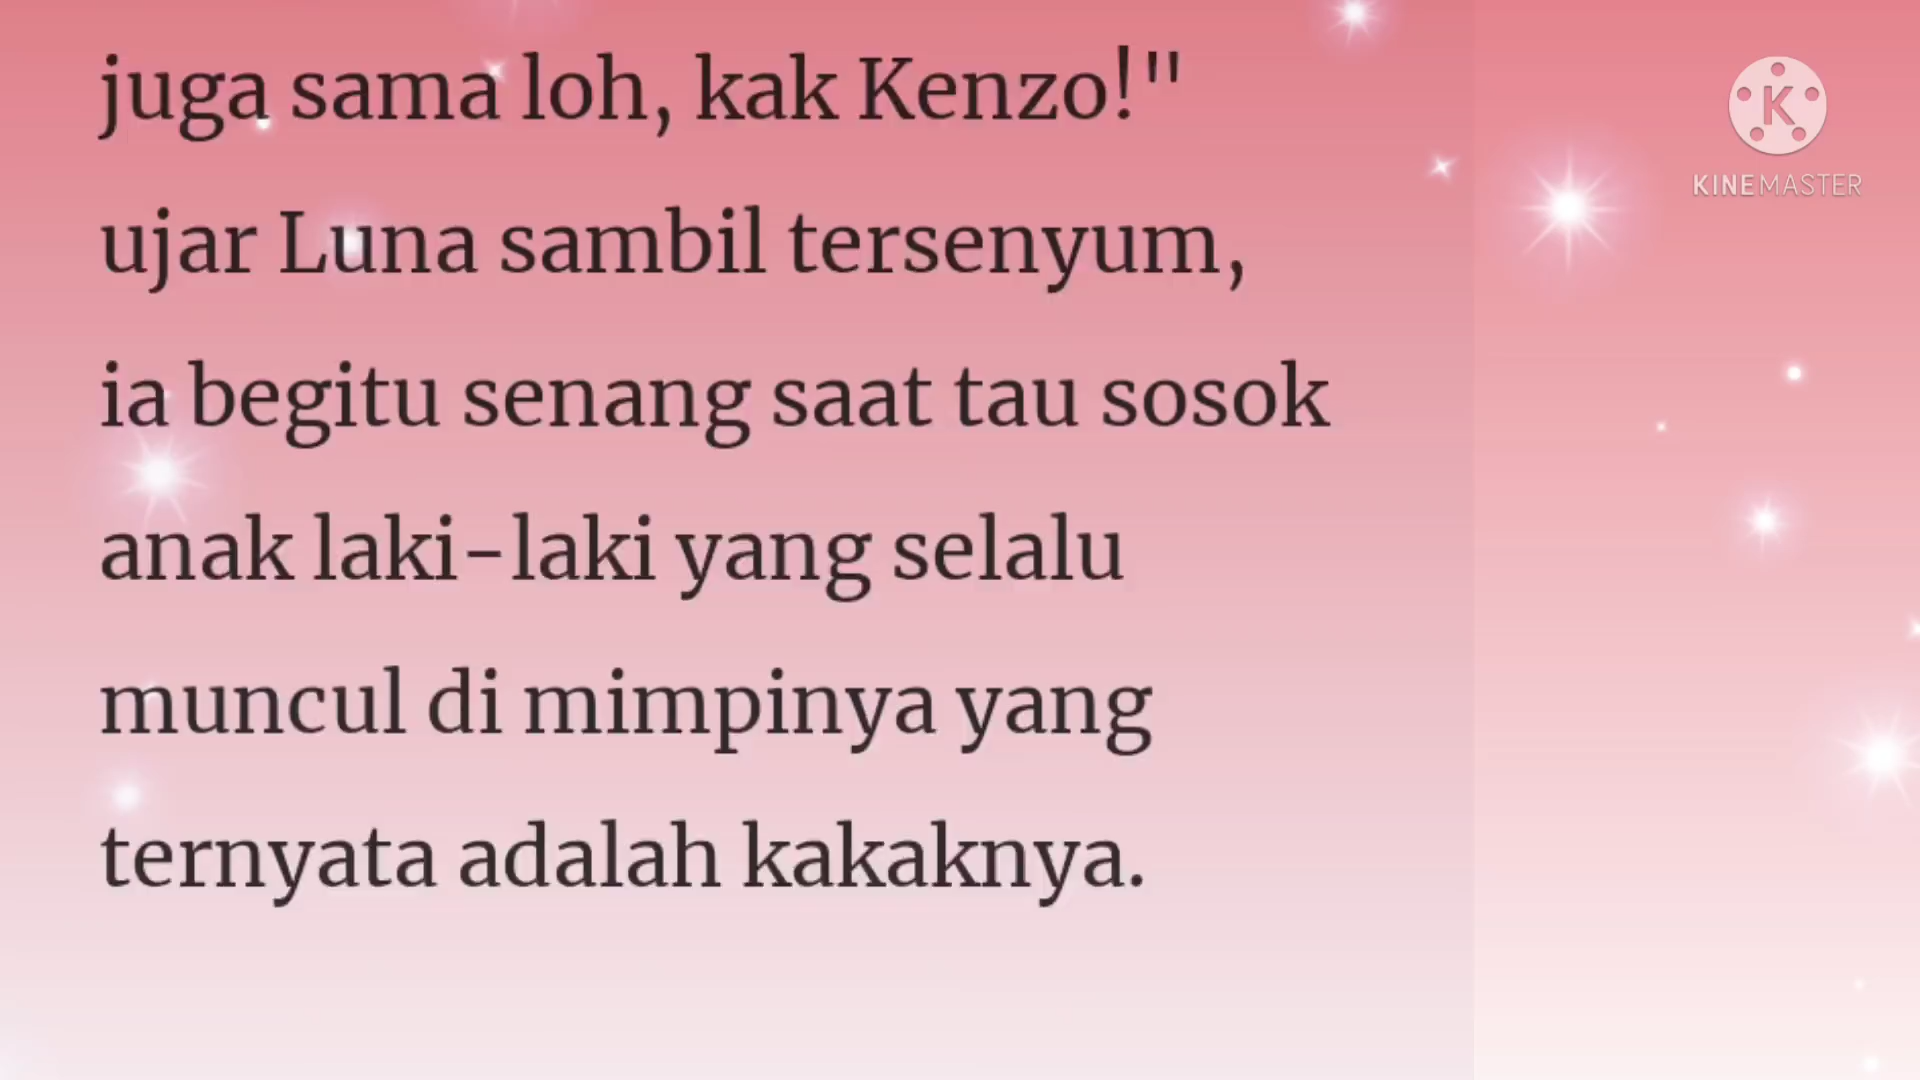 juga sama loh, kak Kenzo!"
ujar Luna sambil tersenyum,
ia begitu senang saat tau sosok
anak laki-laki yang selalu
muncul di mimpinya yang
ternyata adalah kakaknya.
K
KINEMASTER